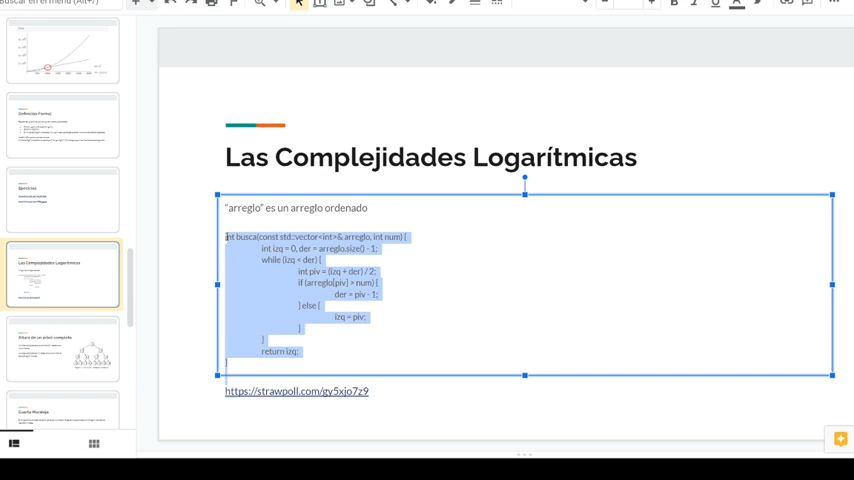 Buscar en el menú (Alt+/)
Definición Formal
Ejercicios
Las Complejidades Logarítmicas
Altura de un árbol completo
Cuarta Moraleja
Las Complejidades Logarítmicas
"arreglo" es un arreglo ordenado
int busca(const std::vector<int>& arreglo, int num) {
int izq = 0, der = arreglo.size() - 1;
while (izq < der) {
int piv = (izq + der) / 2;
if (arreglo[piv] > num) {
der = piv - 1;
} else {
izq = piv;
}
}
return izq;
}
https://strawpoll.com/gy5xjo7z9